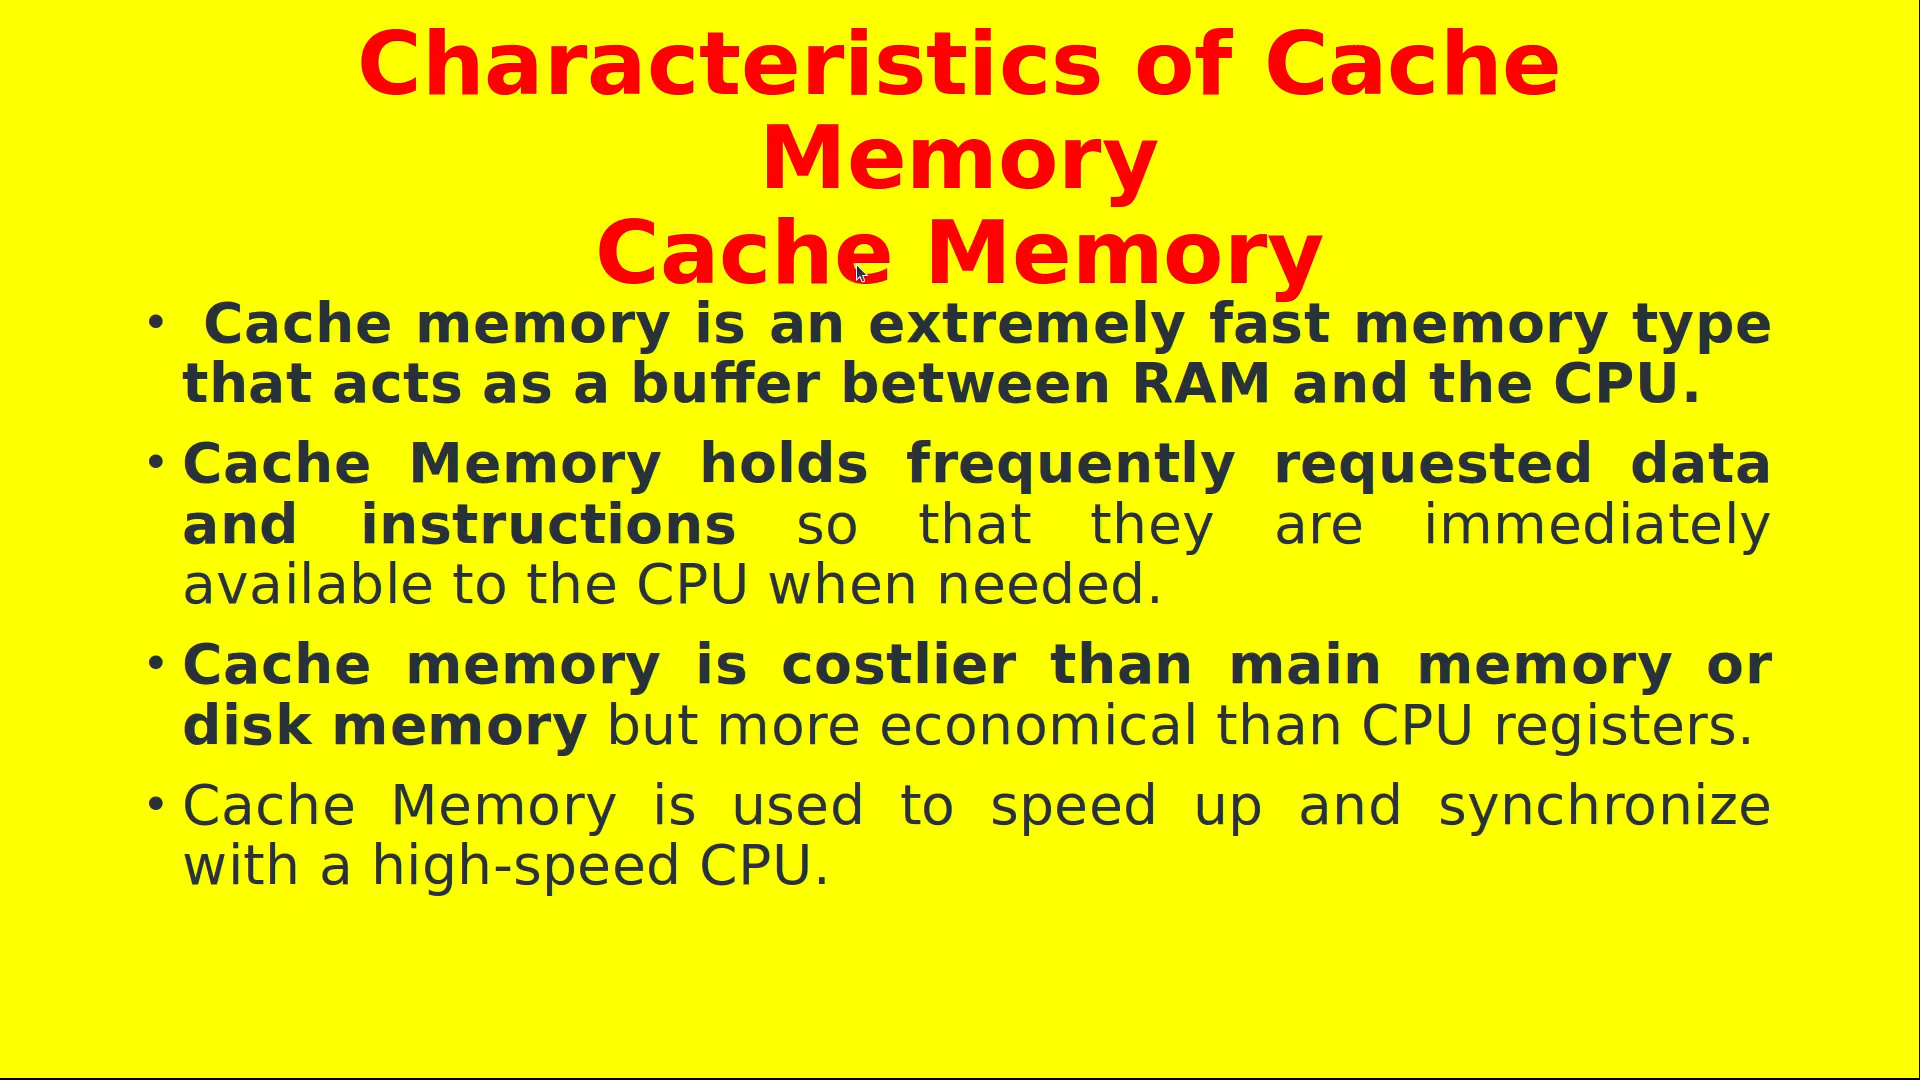 Characteristics of Cache
Memory
Cache Memory
• Cache memory is an extremely fast memory type
that acts as a buffer between RAM and the CPU.
• Cache Memory holds frequently requested data
and instructions so that they are immediately
available to the CPU when needed.
• Cache memory is costlier than main memory or
disk memory but more economical than CPU registers.
• Cache Memory is used to speed up and synchronize
with a high-speed CPU.